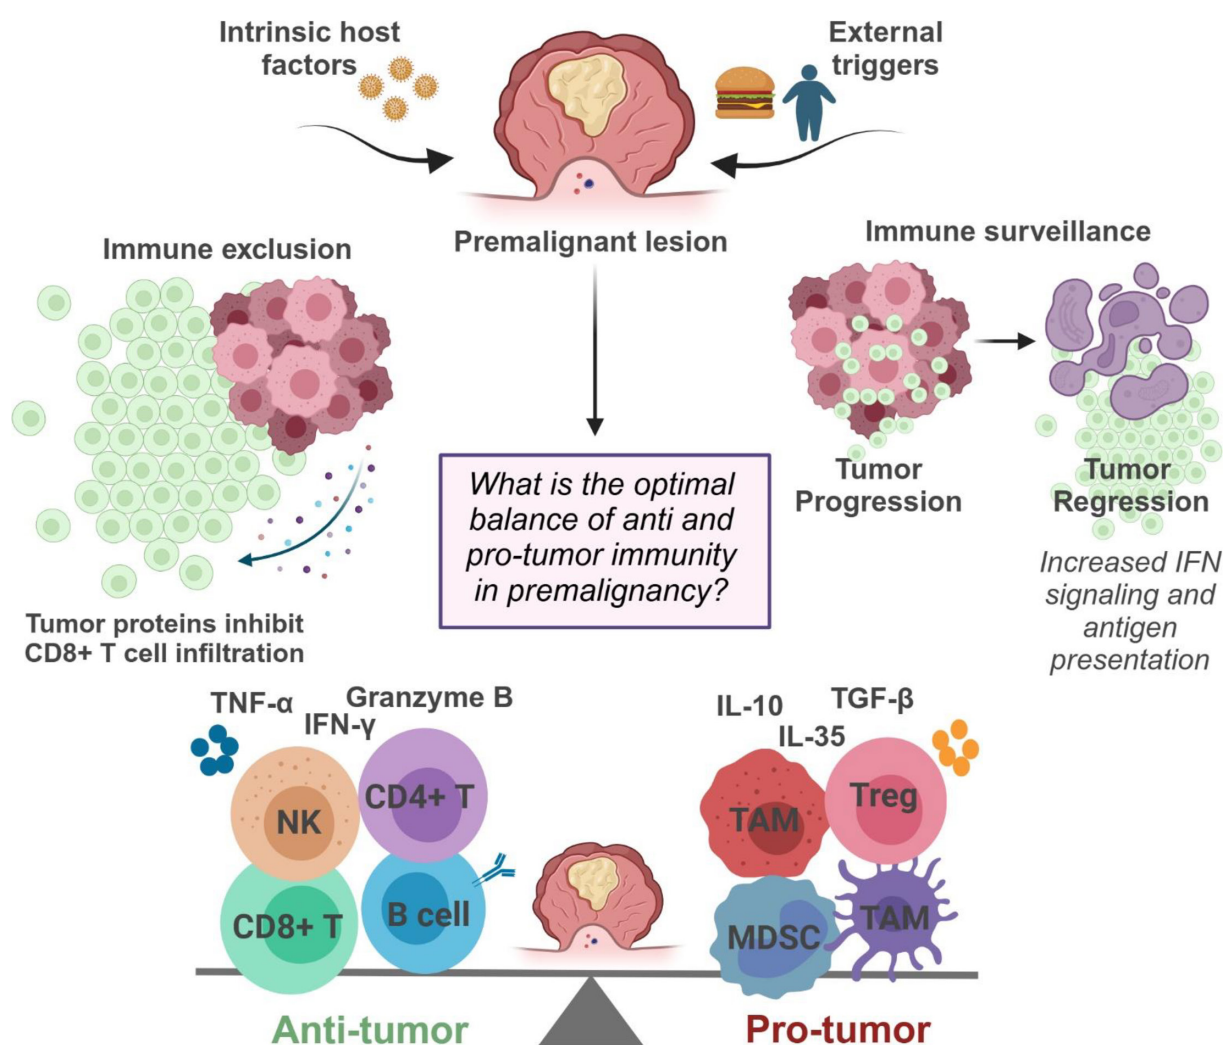 Intrinsic host
factors
External
triggers
Premalignant lesion
Immune exclusion
Immune surveillance
Tumor
Progression
Tumor
Regression
What is the optimal
balance of anti and
pro-tumor immunity
in premalignancy?
Increased IFN
signaling and
antigen
presentation
Tumor proteins inhibit
CD8+ T cell infiltration
TNF-α
IFN-γ
Granzyme B
IL-10
IL-35
TGF-β
NK
CD4+ T
CD8+ T
B cell
TAM
Treg
MDSC
TAM
Anti-tumor
Pro-tumor